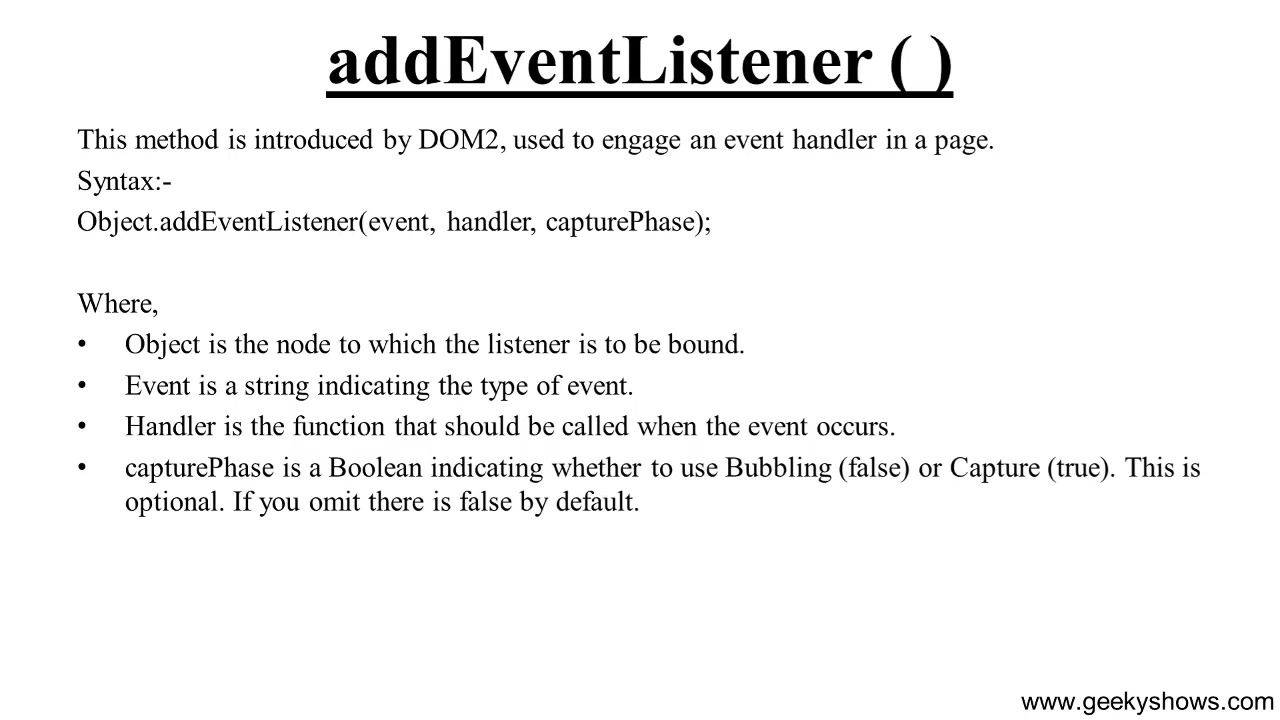 addEventListener ( )
This method is introduced by DOM2, used to engage an event handler in a page.
Syntax:-
Object.addEventListener(event, handler, capturePhase);
Where,
• Object is the node to which the listener is to be bound.
• Event is a string indicating the type of event.
• Handler is the function that should be called when the event occurs.
• capturePhase is a Boolean indicating whether to use Bubbling (false) or Capture (true). This is
optional. If you omit there is false by default.
www.geekyshows.com